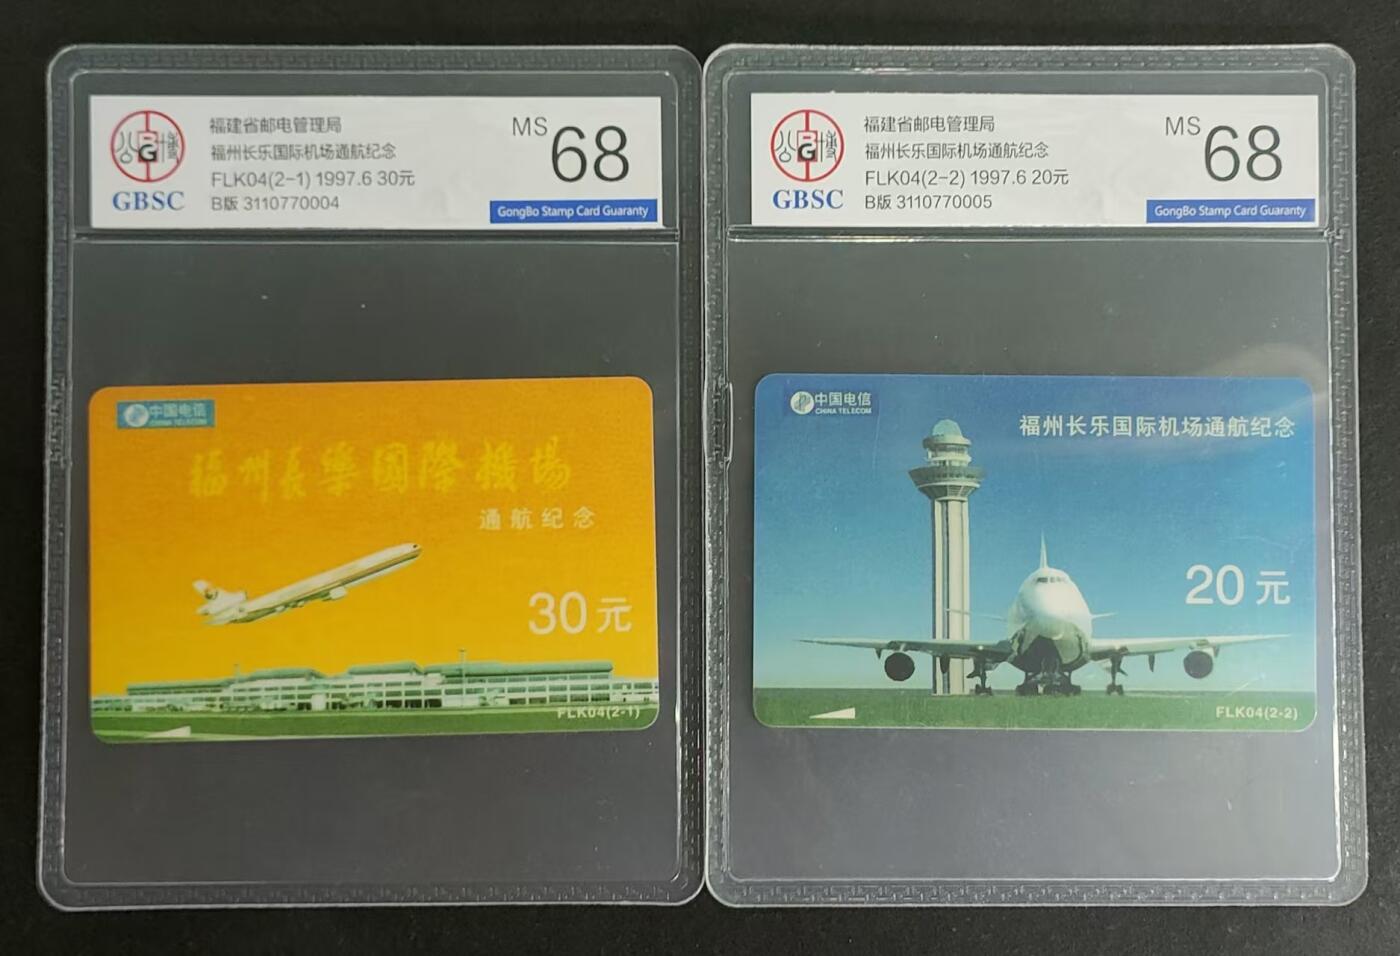 福建省邮电管理局
福州长乐国际机场通航纪念
FLK04(2-1) 1997.6 30元
B版 3110770004
MS 68
GBSC
GongBo Stamp Card Guaranty
中国电信
CHINA TELECOM
福州長樂國際機場
通航纪念
30元
FLK04(2-1)
福建省邮电管理局
福州长乐国际机场通航纪念
FLK04(2-2) 1997.6 20元
B版 3110770005
MS 68
GBSC
GongBo Stamp Card Guaranty
中国电信
CHINA TELECOM
福州长乐国际机场通航纪念
20元
FLK04(2-2)